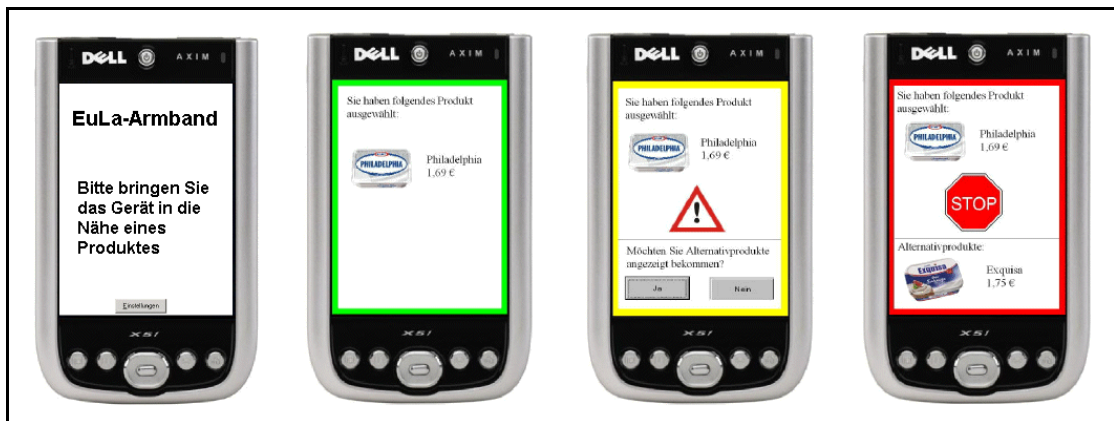 DELL AXIM
EuLa-Armband
Bitte bringen Sie
das Gerät in die
Nähe eines
Produktes
Einstellungen
X51
DELL AXIM
Sie haben folgendes Produkt
ausgewählt:
PHILADELPHIA
Philadelphia
1,69 €
X51
DELL AXIM
Sie haben folgendes Produkt
ausgewählt:
PHILADELPHIA
Philadelphia
1,69 €
!
Möchten Sie Alternativprodukte
angezeigt bekommen?
Ja Nein
X51
DELL AXIM
Sie haben folgendes Produkt
ausgewählt:
PHILADELPHIA
Philadelphia
1,69 €
STOP
Alternativprodukte:
Exquisa
Exquisa
1,75 €
X51